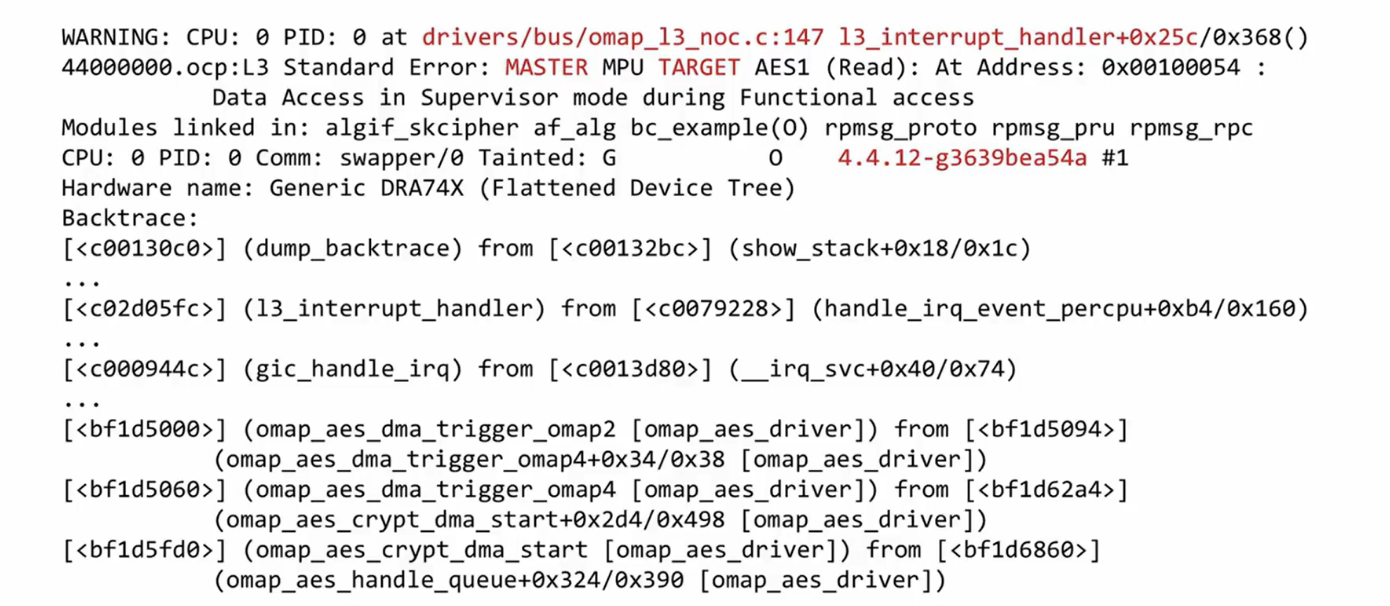 WARNING: CPU: 0 PID: 0 at drivers/bus/omap_l3_noc.c:147 l3_interrupt_handler+0x25c/0x368()
44000000.ocp:L3 Standard Error: MASTER MPU TARGET AES1 (Read): At Address: 0x00100054 :
Data Access in Supervisor mode during Functional access
Modules linked in: algif_skcipher af_alg bc_example(O) rpmsg_proto rpmsg_pru rpmsg_rpc
CPU: 0 PID: 0 Comm: swapper/0 Tainted: G           O    4.4.12-g3639bea54a #1
Hardware name: Generic DRA74X (Flattened Device Tree)
Backtrace:
[<c00130c0>] (dump_backtrace) from [<c00132bc>] (show_stack+0x18/0x1c)
...
[<c02d05fc>] (l3_interrupt_handler) from [<c0079228>] (handle_irq_event_percpu+0xb4/0x160)
...
[<c000944c>] (gic_handle_irq) from [<c0013d80>] (__irq_svc+0x40/0x74)
...
[<bf1d5000>] (omap_aes_dma_trigger_omap2 [omap_aes_driver]) from [<bf1d5094>]
(omap_aes_dma_trigger_omap4+0x34/0x38 [omap_aes_driver])
[<bf1d5060>] (omap_aes_dma_trigger_omap4 [omap_aes_driver]) from [<bf1d62a4>]
(omap_aes_crypt_dma_start+0x2d4/0x498 [omap_aes_driver])
[<bf1d5fd0>] (omap_aes_crypt_dma_start [omap_aes_driver]) from [<bf1d6860>]
(omap_aes_handle_queue+0x324/0x390 [omap_aes_driver])